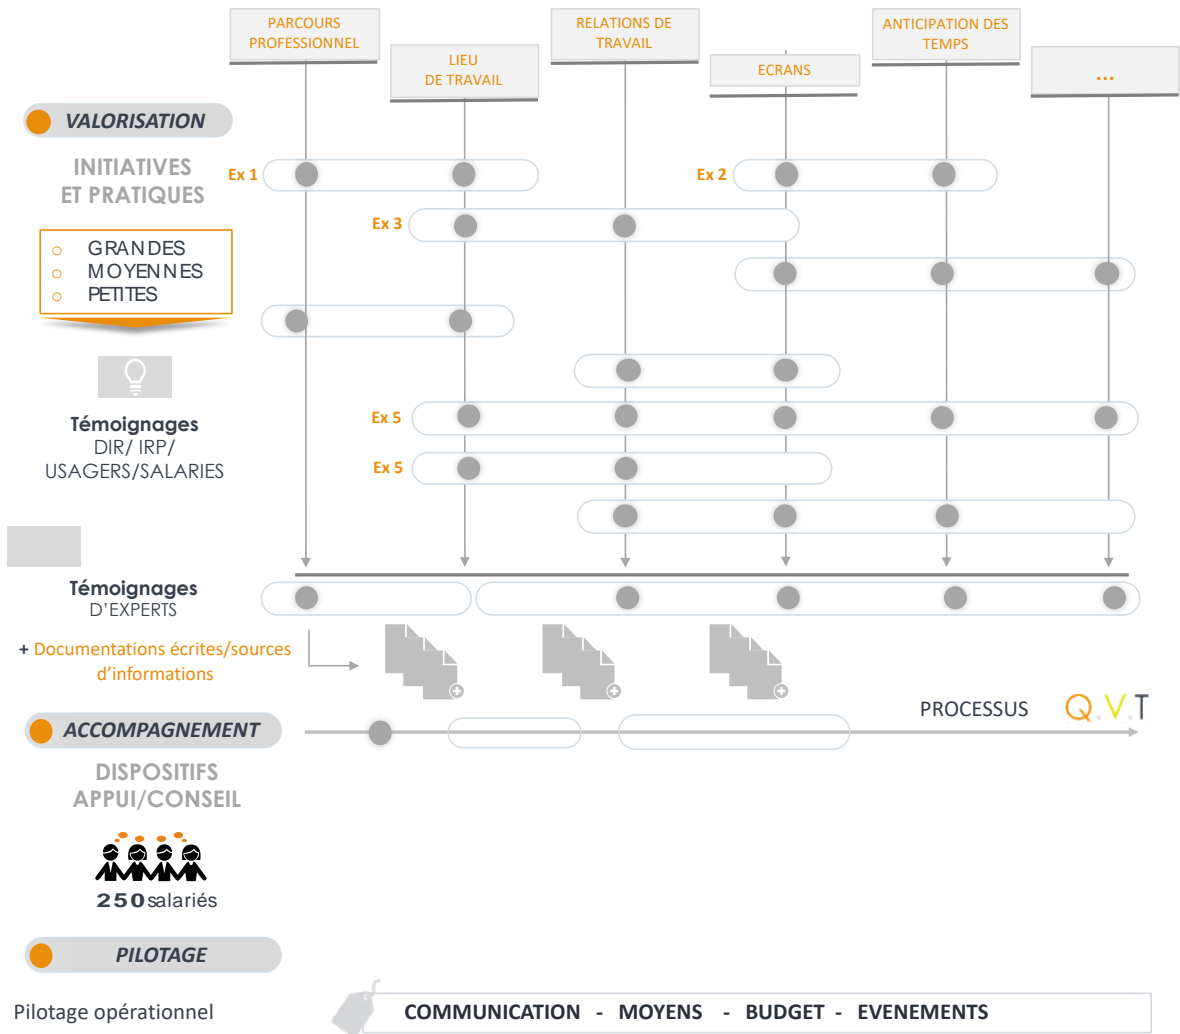 PARCOURS
PROFESSIONNEL
LIEU
DE TRAVAIL
RELATIONS DE
TRAVAIL
ECRANS
ANTICIPATION DES
TEMPS
...
VALORISATION
INITIATIVES
ET PRATIQUES
Ex 1
Ex 2
Ex 3
GRANDES
MOYENNES
PETITES
Témoignages
DIR/ IRP/
USAGERS/SALARIES
Ex 5
Ex 5
Témoignages
D'EXPERTS
+ Documentations écrites/sources
d'informations
PROCESSUS Q.V.T
ACCOMPAGNEMENT
DISPOSITIFS
APPUI/CONSEIL
250 salariés
PILOTAGE
Pilotage opérationnel
COMMUNICATION - MOYENS - BUDGET - EVENEMENTS